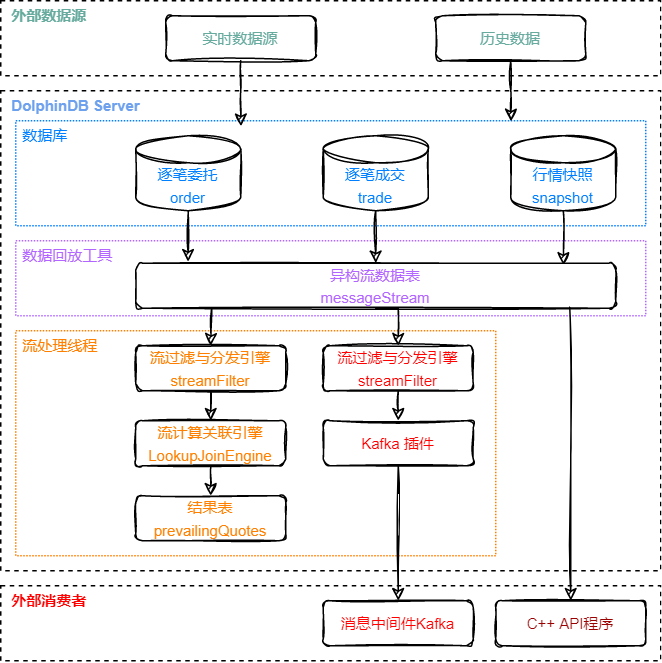 外部数据源
实时数据源
历史数据
DolphinDB Server
数据库
逐笔委托
order
逐笔成交
trade
行情快照
snapshot
数据回放工具
异构流数据表
messageStream
流处理线程
流过滤与分发引擎
streamFilter
流过滤与分发引擎
streamFilter
流计算关联引擎
LookupJoinEngine
Kafka 插件
结果表
prevailingQuotes
外部消费者
消息中间件Kafka
C++ API程序